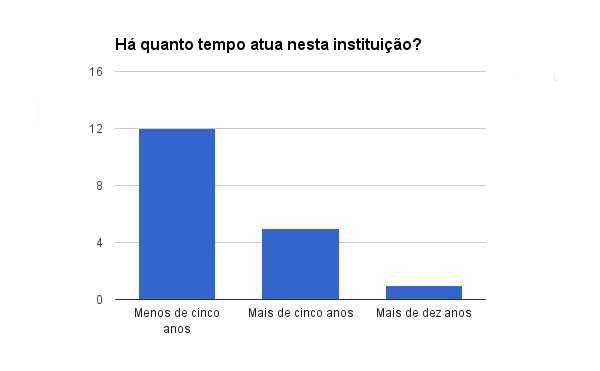 Há quanto tempo atua nesta instituição?
16
12
8
4
0
Menos de cinco
anos
Mais de cinco anos
Mais de dez anos